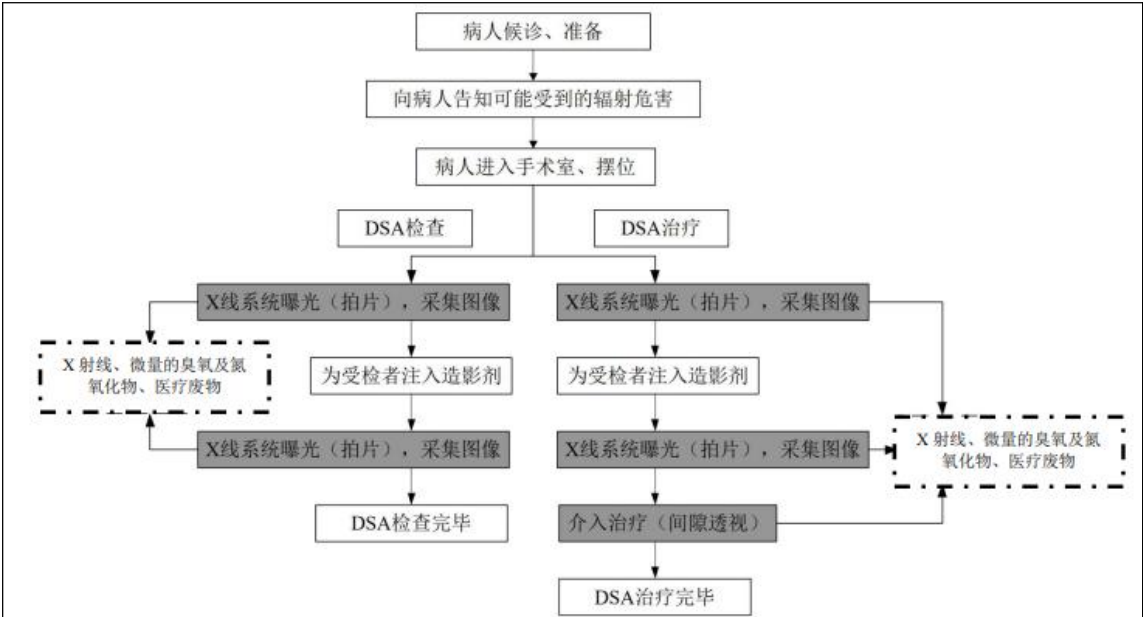 病人候诊、准备
向病人告知可能受到的辐射危害
病人进入手术室、摆位
DSA检查
DSA治疗
X线系统曝光（拍片），采集图像
X线系统曝光（拍片），采集图像
X 射线、微量的臭氧及氮
氧化物、医疗废物
为受检者注入造影剂
为受检者注入造影剂
X线系统曝光（拍片），采集图像
X线系统曝光（拍片），采集图像
X 射线、微量的臭氧及氮
氧化物、医疗废物
DSA检查完毕
介入治疗（间隙透视）
DSA治疗完毕